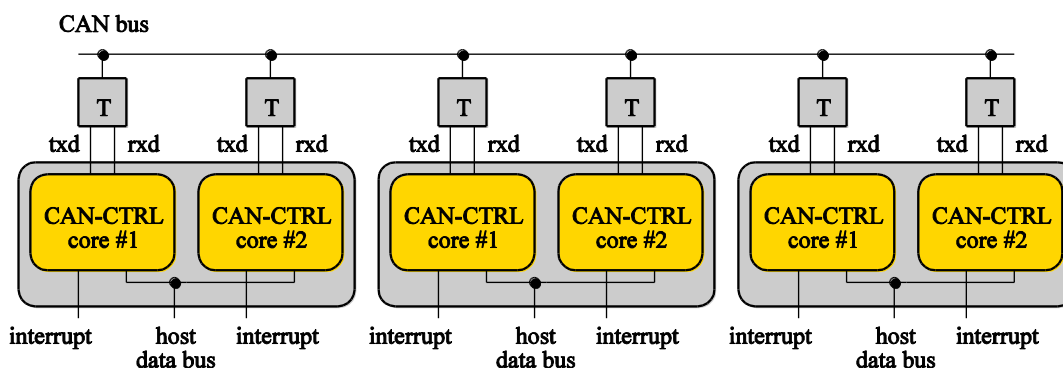 CAN bus
T T T T T T
txd rxd txd rxd txd rxd txd rxd txd rxd txd rxd
CAN-CTRL CAN-CTRL CAN-CTRL CAN-CTRL CAN-CTRL CAN-CTRL
core #1 core #2 core #1 core #2 core #1 core #2
interrupt host interrupt interrupt host interrupt interrupt host interrupt
data bus data bus data bus